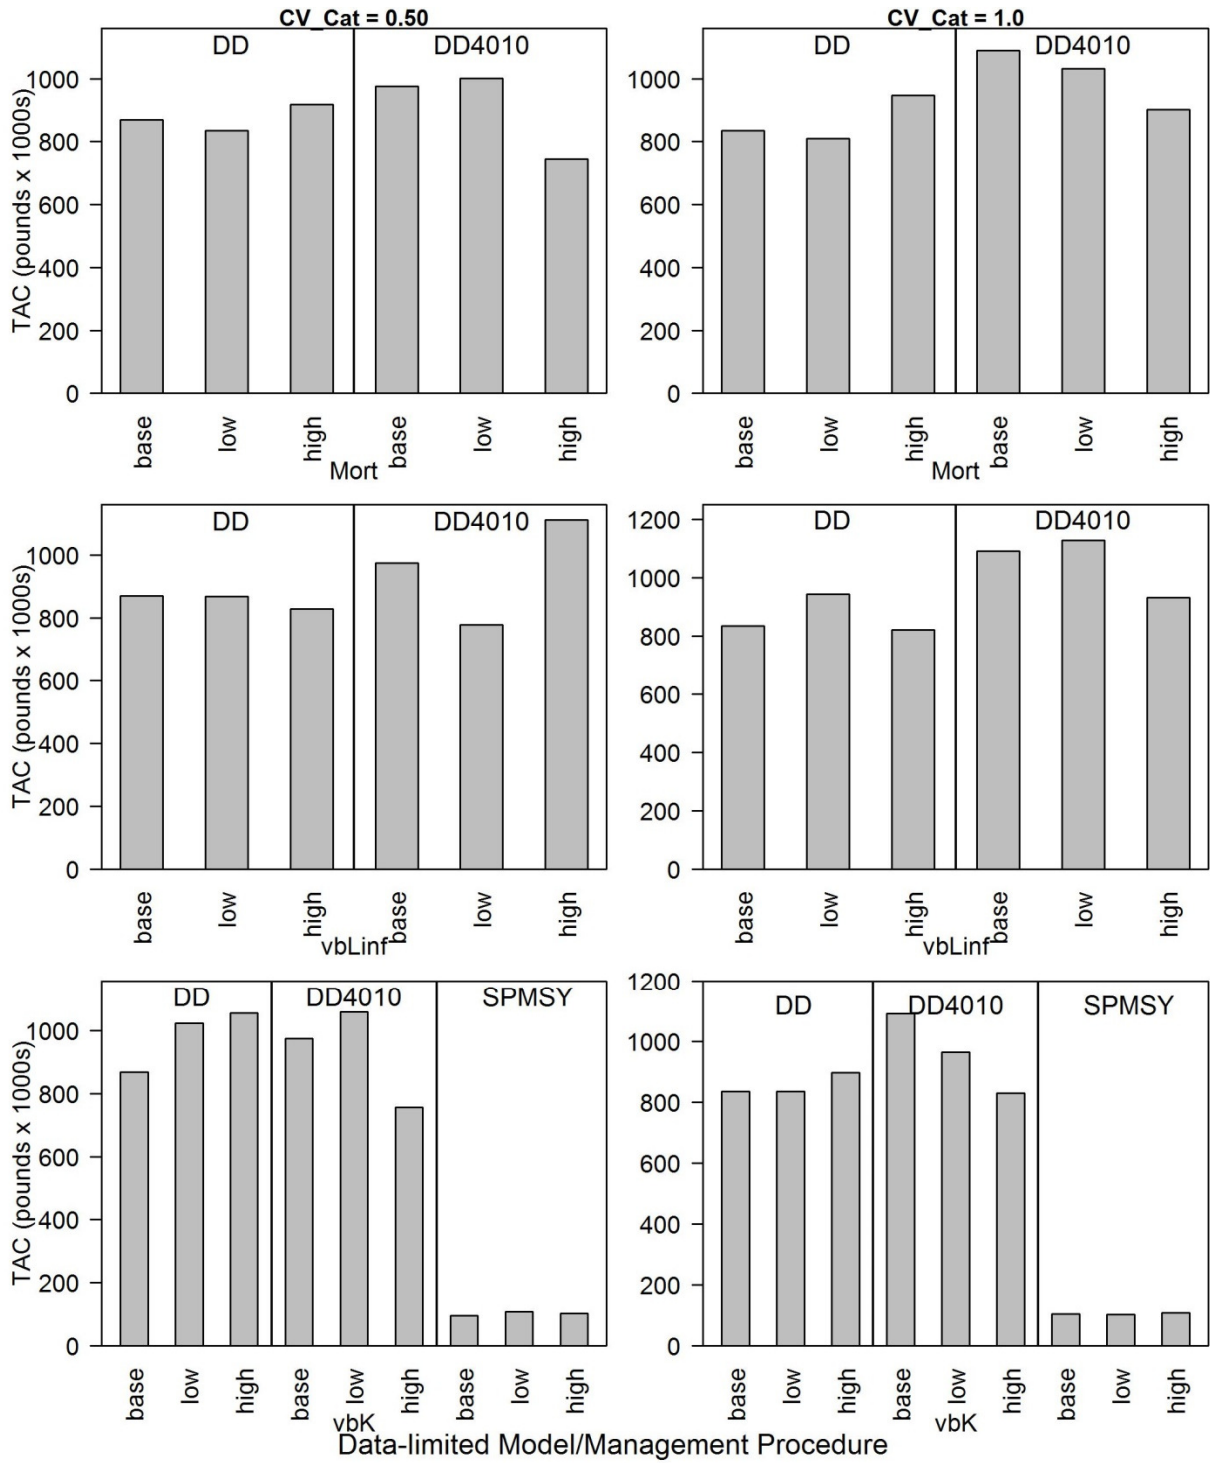 CV_Cat = 0.50
CV_Cat = 1.0
TAC (pounds x 1000s)
1000
800
600
400
200
0
DD
DD4010
base
low
high
base
low
high
Mort
1000
800
600
400
200
0
DD
DD4010
base
low
high
base
low
high
Mort
TAC (pounds x 1000s)
1000
800
600
400
200
0
DD
DD4010
base
low
high
base
low
high
vbLinf
1200
1000
800
600
400
200
0
DD
DD4010
base
low
high
base
low
high
vbLinf
TAC (pounds x 1000s)
1000
800
600
400
200
0
DD
DD4010
SPMSY
base
low
high
base
low
high
base
low
high
vbK
1200
1000
800
600
400
200
0
DD
DD4010
SPMSY
base
low
high
base
low
high
base
low
high
vbK
Data-limited Model/Management Procedure